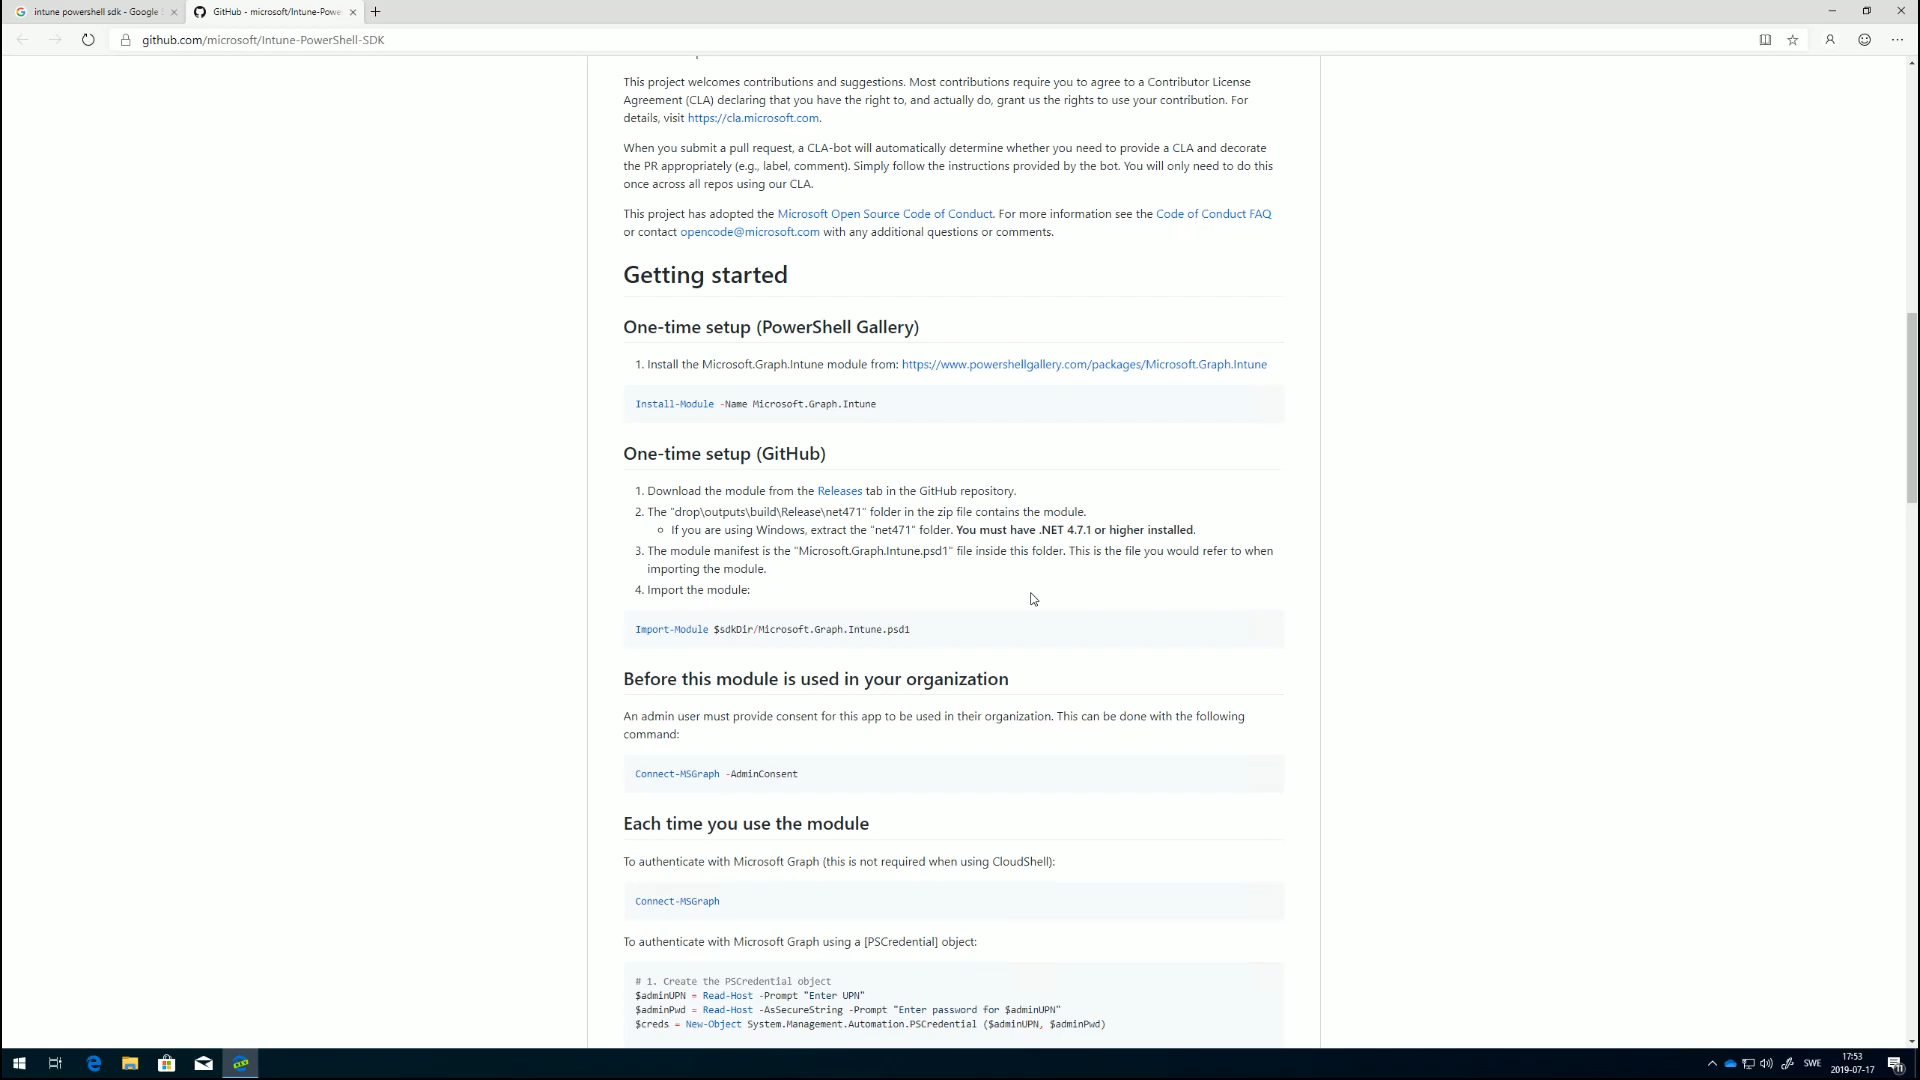 intune powershell sdk - Google
GitHub - microsoft/Intune-Powe
github.com/microsoft/Intune-PowerShell-SDK
This project welcomes contributions and suggestions. Most contributions require you to agree to a Contributor License
Agreement (CLA) declaring that you have the right to, and actually do, grant us the rights to use your contribution. For
details, visit https://cla.microsoft.com.
When you submit a pull request, a CLA-bot will automatically determine whether you need to provide a CLA and decorate
the PR appropriately (e.g., label, comment). Simply follow the instructions provided by the bot. You will only need to do this
once across all repos using our CLA.
This project has adopted the Microsoft Open Source Code of Conduct. For more information see the Code of Conduct FAQ
or contact opencode@microsoft.com with any additional questions or comments.
Getting started
One-time setup (PowerShell Gallery)
1. Install the Microsoft.Graph.Intune module from: https://www.powershellgallery.com/packages/Microsoft.Graph.Intune
Install-Module -Name Microsoft.Graph.Intune
One-time setup (GitHub)
1. Download the module from the Releases tab in the GitHub repository.
2. The "drop\outputs\build\Release\net471" folder in the zip file contains the module.
If you are using Windows, extract the "net471" folder. You must have .NET 4.7.1 or higher installed.
3. The module manifest is the "Microsoft.Graph.Intune.psd1" file inside this folder. This is the file you would refer to when
importing the module.
4. Import the module:
Import-Module $sdkDir/Microsoft.Graph.Intune.psd1
Before this module is used in your organization
An admin user must provide consent for this app to be used in their organization. This can be done with the following
command:
Connect-MSGraph -AdminConsent
Each time you use the module
To authenticate with Microsoft Graph (this is not required when using CloudShell):
Connect-MSGraph
To authenticate with Microsoft Graph using a [PSCredential] object:
# 1. Create the PSCredential object
$adminUPN = Read-Host -Prompt "Enter UPN"
$adminPwd = Read-Host -AsSecureString -Prompt "Enter password for $adminUPN"
$creds = New-Object System.Management.Automation.PSCredential ($adminUPN, $adminPwd)
SWE
17:53
2019-07-17